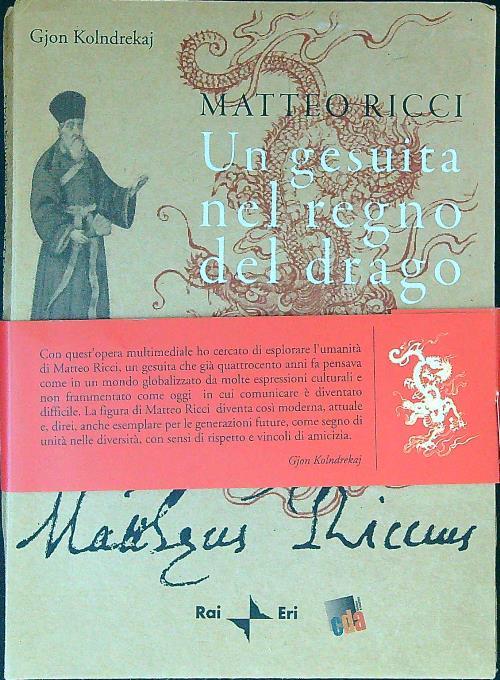 Gjon Kolndrekaj
MATTEO RICCI
Un gesuita
nel regno
del drago
Con quest'opera multimediale ho cercato di esplorare l'umanità
di Matteo Ricci, un gesuita che già quattrocento anni fa pensava
come in un mondo globalizzato da molte espressioni culturali e
non frammentato come oggi in cui comunicare è diventato
difficile. La figura di Matteo Ricci diventa così moderna, attuale
e, direi, anche esemplare per le generazioni future, come segno di
unità nelle diversità, con sensi di rispetto e vincoli di amicizia.
Gjon Kolndrekaj
Mattheus Riccius
Rai Eri
cda